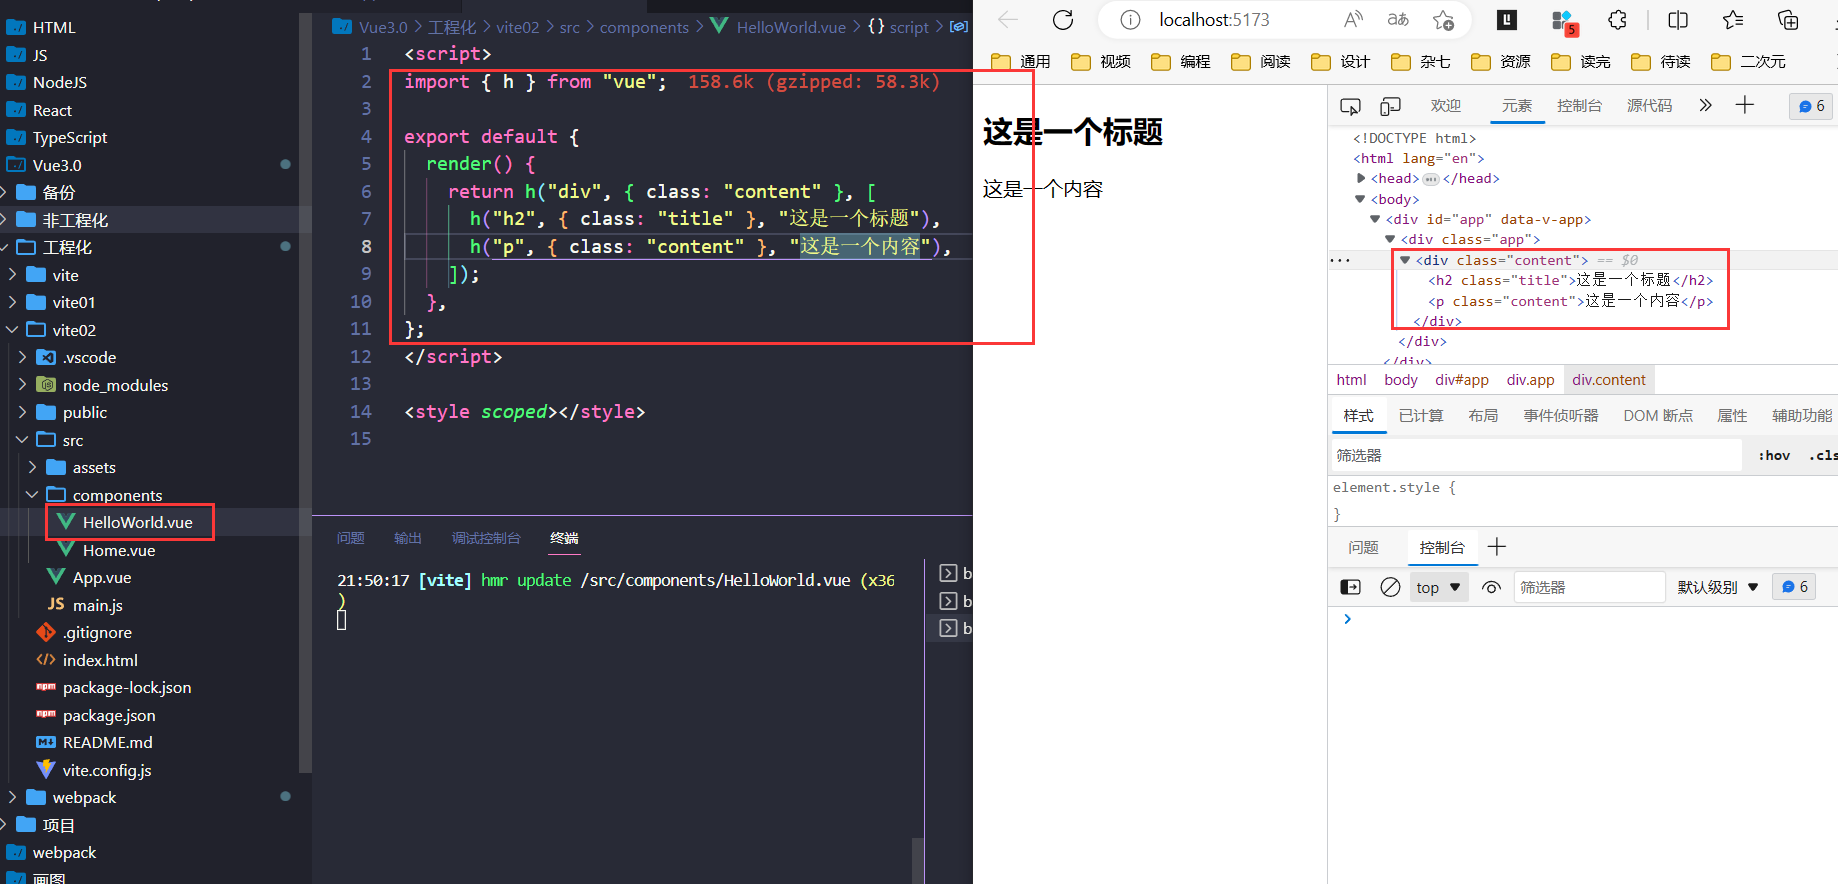 HTML
JS
NodeJS
React
TypeScript
Vue3.0
备份
非工程化
工程化
vite
vite01
vite02
.vscode
node_modules
public
src
assets
components
HelloWorld.vue
Home.vue
App.vue
JS main.js
.gitignore
index.html
npm package-lock.json
npm package.json
README.md
vite.config.js
webpack
项目
webpack
画图
Vue3.0 > 工程化 > vite02 > src > components > HelloWorld.vue > {} script >
1 <script>
2 import { h } from "vue"; 158.6k (gzipped: 58.3k)
3
4 export default {
5 render() {
6 return h("div", { class: "content" }, [
7 h("h2", { class: "title" }, "这是一个标题"),
8 h("p", { class: "content" }, "这是一个内容"),
9 ]);
10 },
11 };
12 </script>
13
14 <style scoped></style>
15
问题 输出 调试控制台 终端
21:50:17 [vite] hmr update /src/components/HelloWorld.vue (x36
)
b
b
b
localhost:5173
5
通用 视频 编程 阅读 设计 杂七 资源 读完 待读 二次元
这是一个标题
这是一个内容
欢迎 元素 控制台 源代码 » + 6
<!DOCTYPE html>
<html lang="en">
<head> ••• </head>
<body>
<div id="app" data-v-app>
<div class="app">
••• <div class="content"> == $0
<h2 class="title">这是一个标题</h2>
<p class="content">这是一个内容</p>
</div>
</div>
</div>
html body div#app div.app div.content
样式 已计算 布局 事件侦听器 DOM 断点 属性 辅助功能
筛选器 :hov .cls
element.style {
}
问题 控制台 +
top 筛选器 默认级别 6